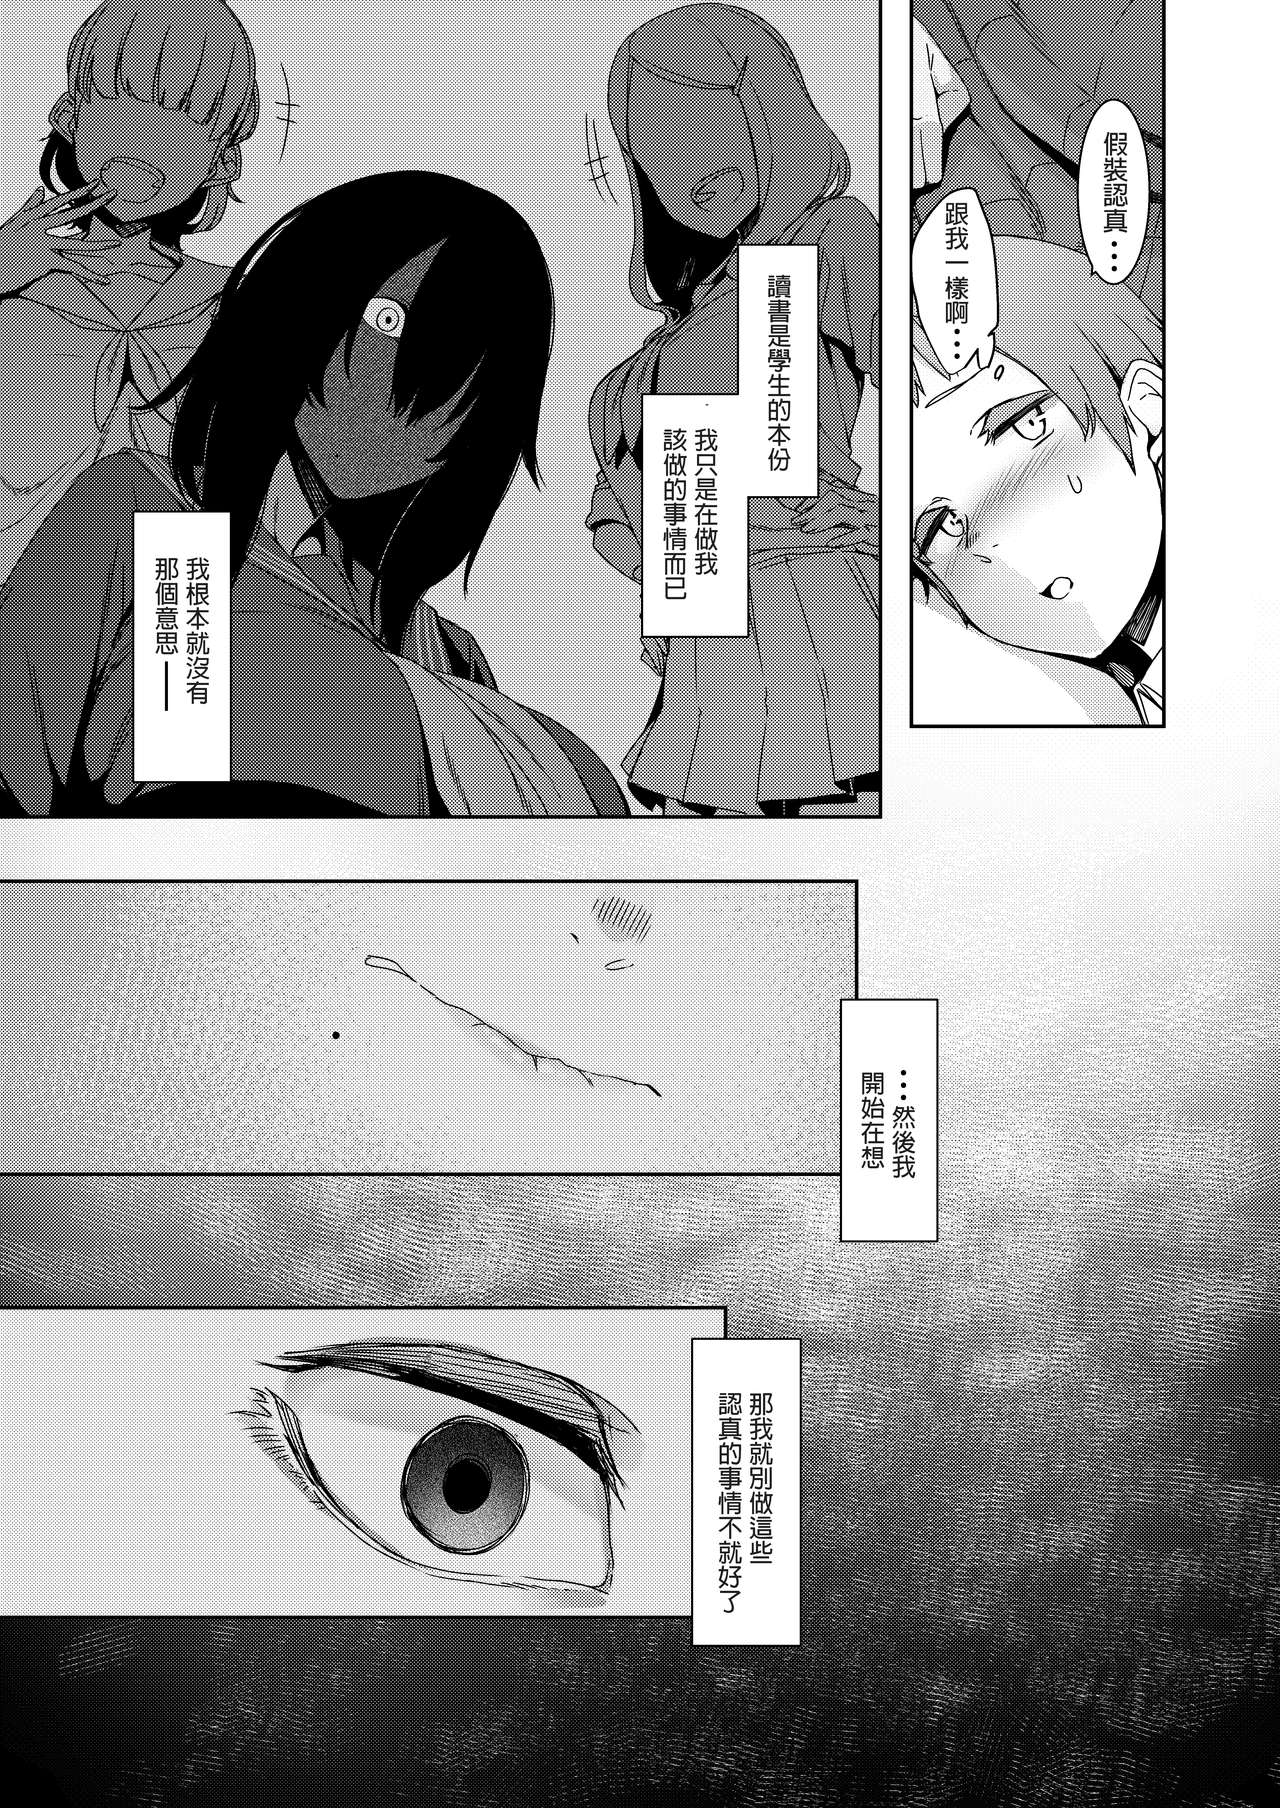 假裝認真・・・
跟我一樣啊・・・
讀書是學生的本份
我只是在做我
該做的事情而已
我根本就沒有
那個意思——
・・・然後我
開始在想
那我就別做這些
認真的事情不就好了